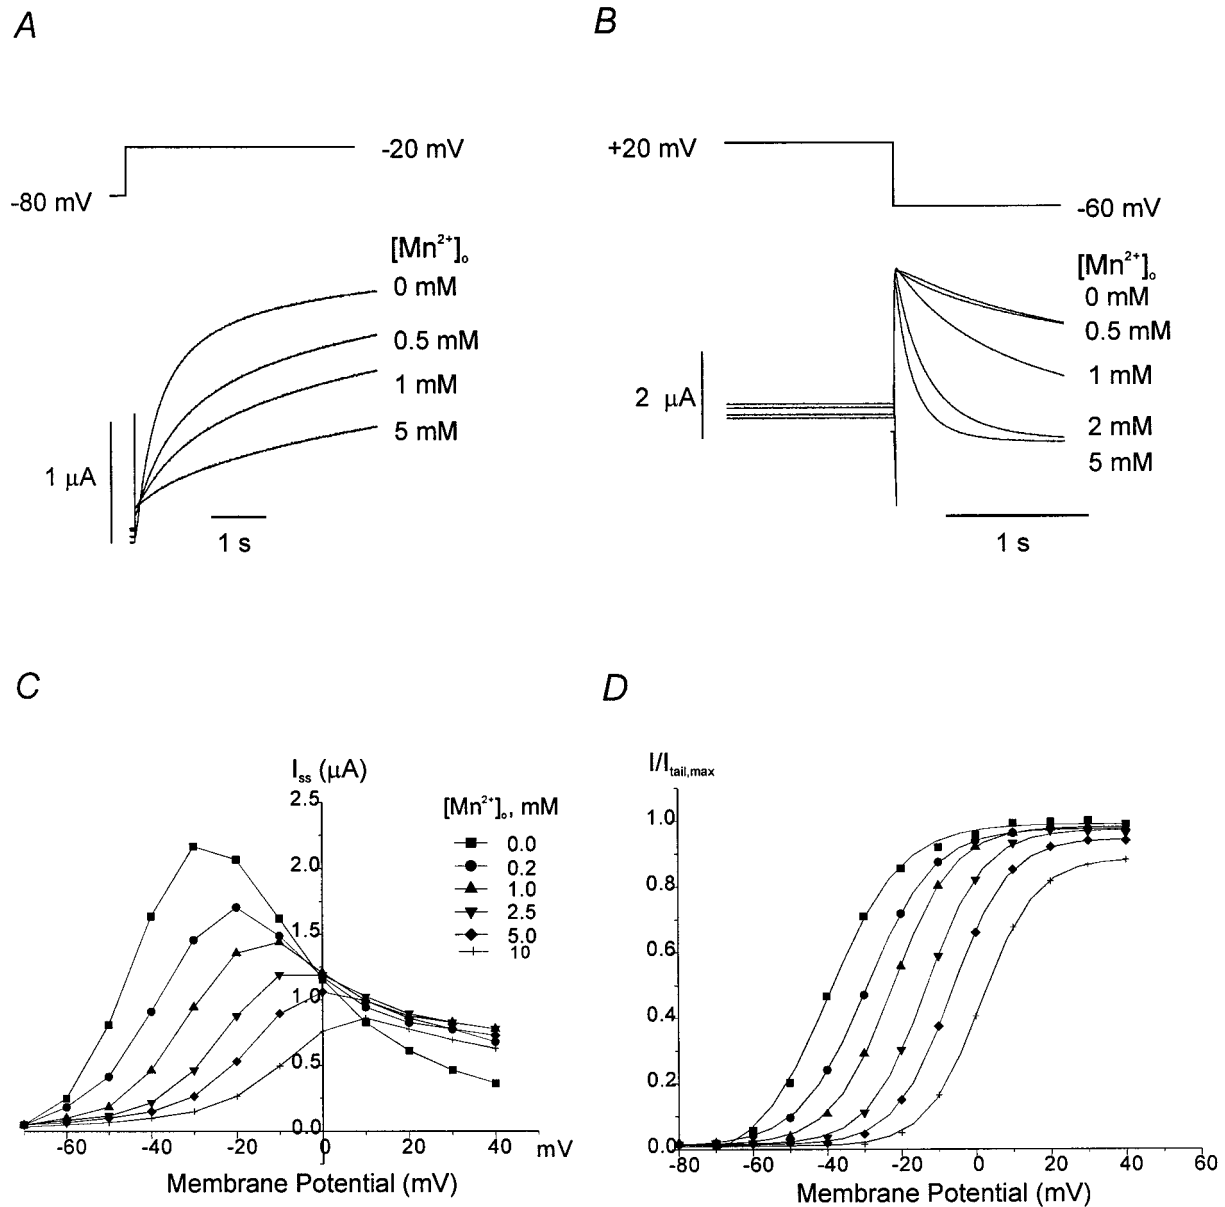 A
-20 mV
-80 mV
[Mn²⁺]ₒ
0 mM
0.5 mM
1 mM
5 mM
1 µA
1 s
B
+20 mV
-60 mV
[Mn²⁺]ₒ
0 mM
0.5 mM
1 mM
2 mM
5 mM
2 µA
1 s
C
Iss (µA)
2.5
2.0
1.5
1.0
0.5
0.0
[Mn²⁺]ₒ, mM
0.0
0.2
1.0
2.5
5.0
10
-60 -40 -20 0 20 40 mV
Membrane Potential (mV)
D
I/Itail,max
1.0
0.8
0.6
0.4
0.2
0.0
-80 -60 -40 -20 0 20 40 60
Membrane Potential (mV)